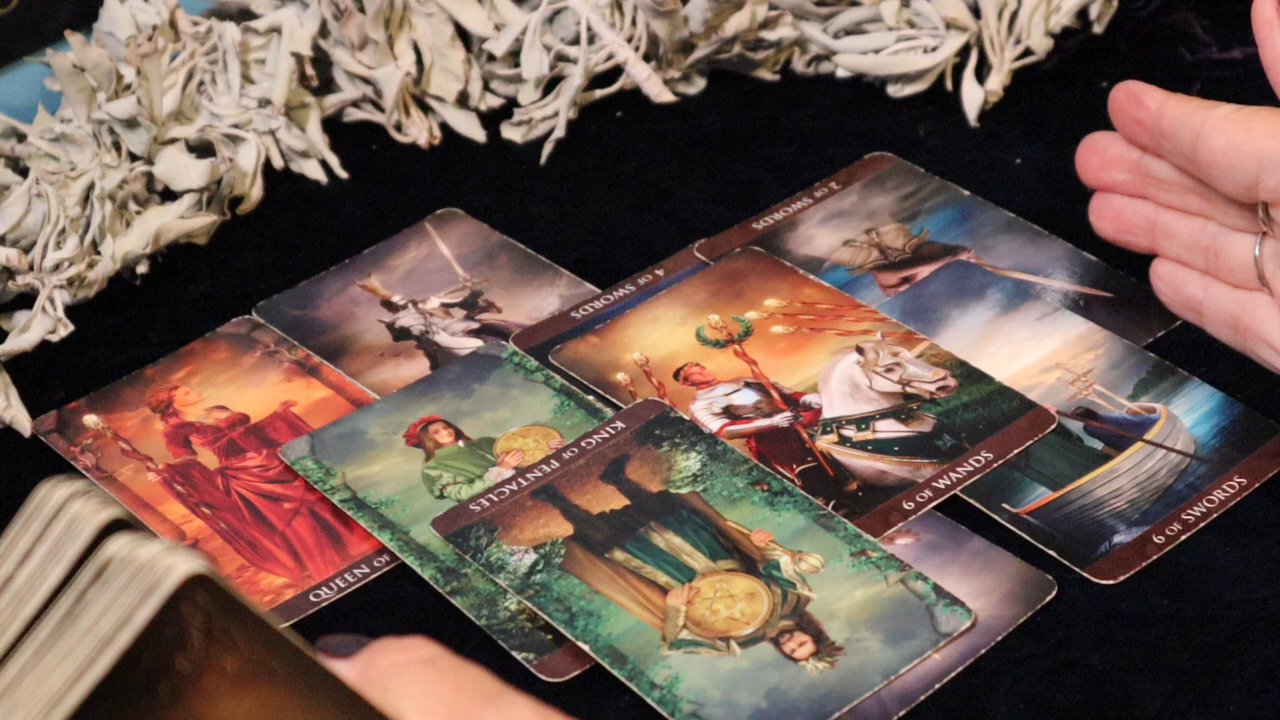 2 OF SWORDS
4 OF SWORDS
KING OF PENTACLES
6 OF WANDS
6 OF SWORDS
QUEEN OF